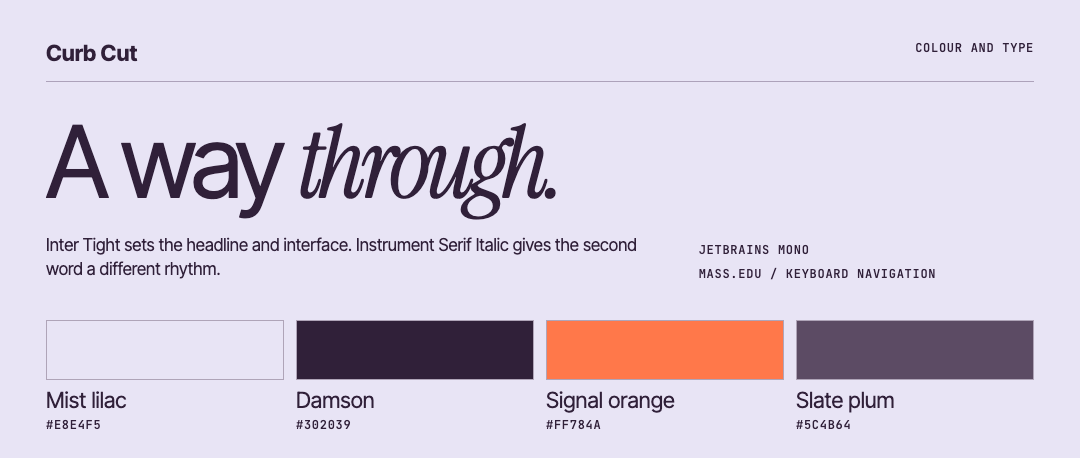 Curb Cut
COLOUR AND TYPE
A way through.
Inter Tight sets the headline and interface. Instrument Serif Italic gives the second
word a different rhythm.
JETBRAINS MONO
MASS.EDU / KEYBOARD NAVIGATION
Mist lilac
#E8E4F5
Damson
#302039
Signal orange
#FF784A
Slate plum
#5C4B64